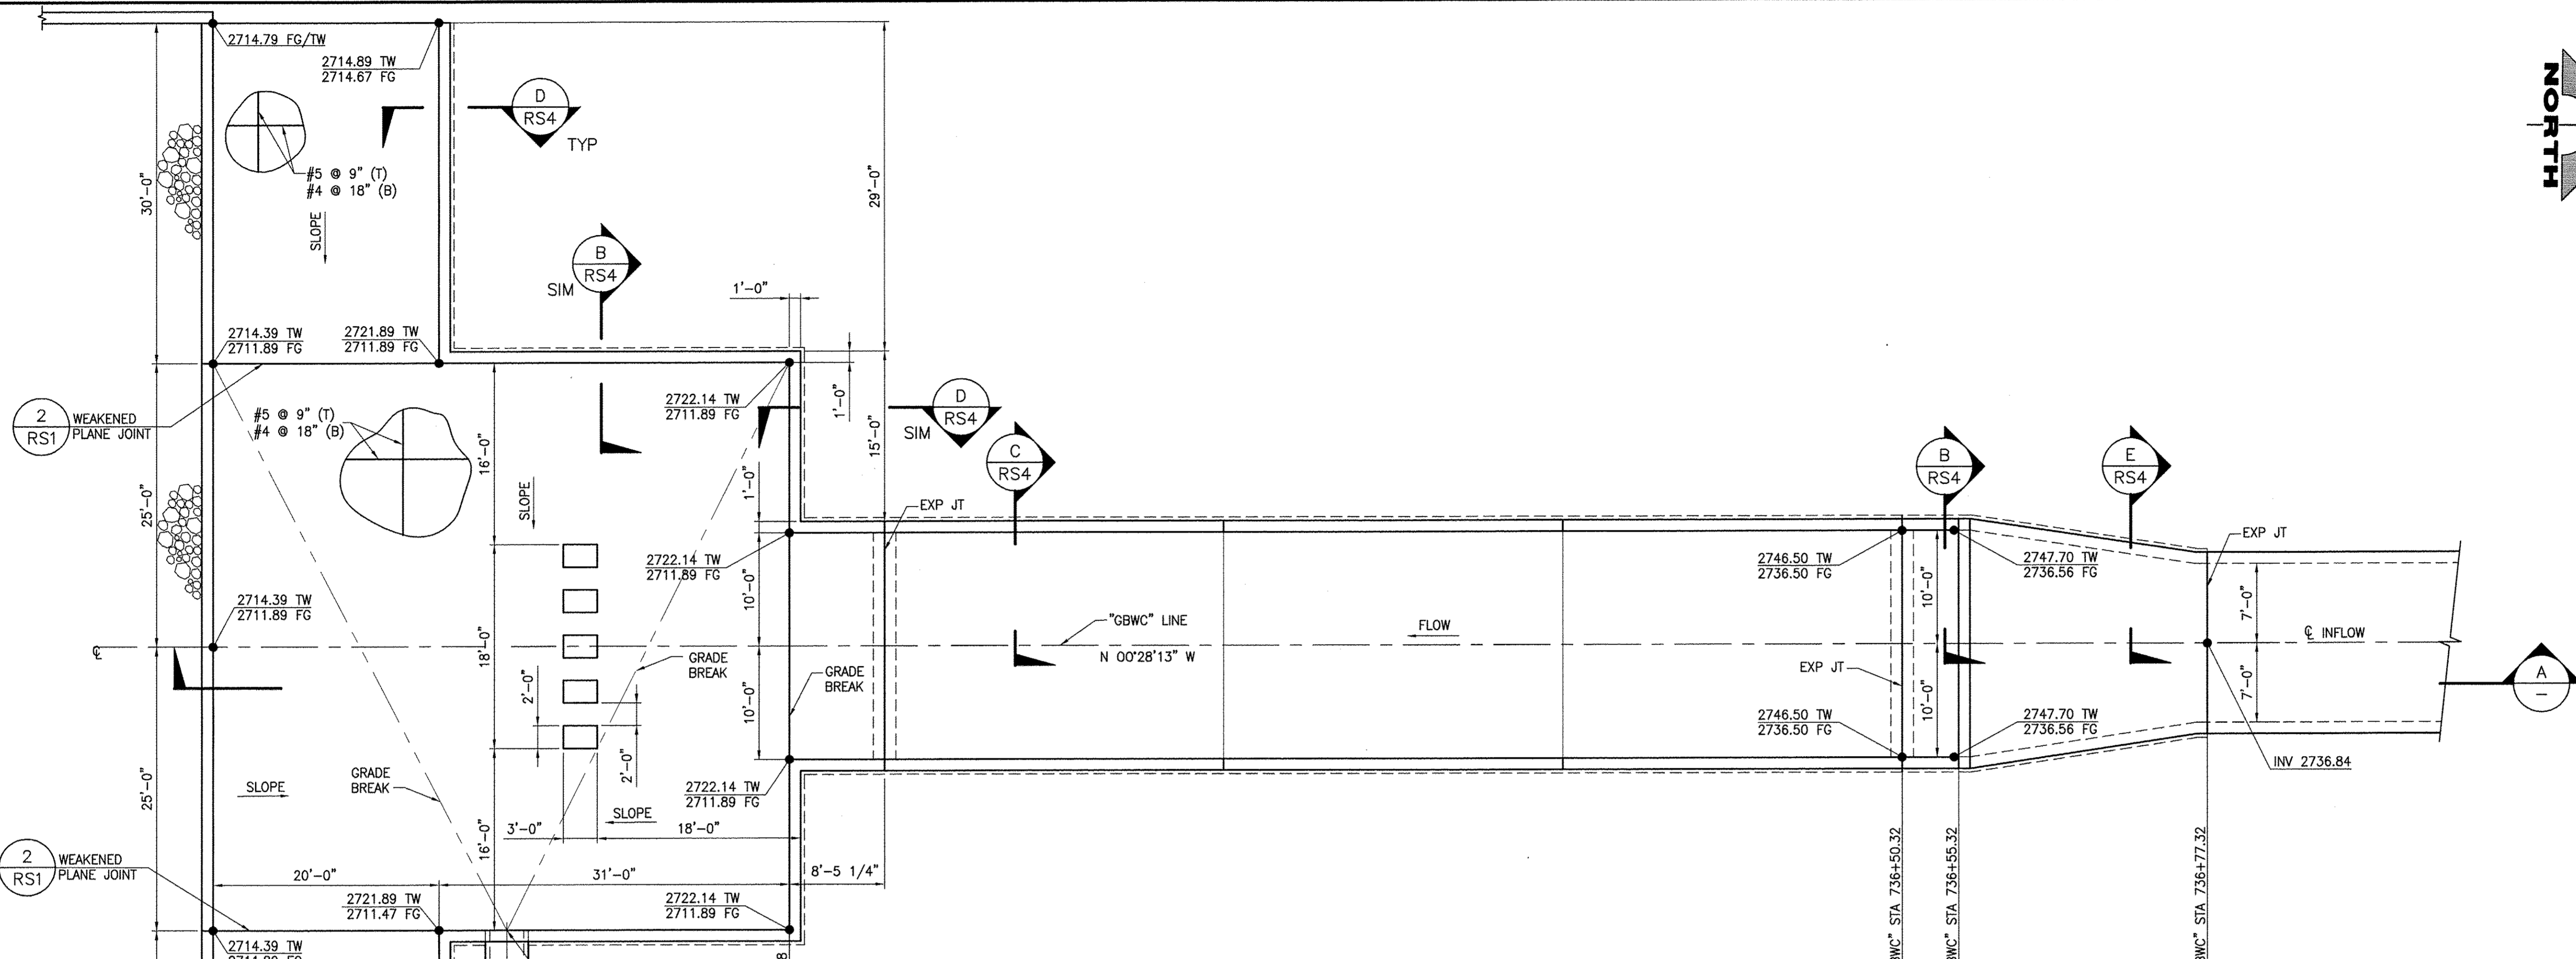 2714.79 FG/TW
2714.89 TW
2714.67 FG
D
RS4
TYP
NORTH
30'-0"
29'-0"
#5 @ 9" (T)
#4 @ 18" (B)
SLOPE
B
RS4
SIM
1'-0"
2714.39 TW
2711.89 FG
2721.89 TW
2711.89 FG
2722.14 TW
2711.89 FG
1'-0"
2
RS1
WEAKENED
PLANE JOINT
#5 @ 9" (T)
#4 @ 18" (B)
16'-0"
D
RS4
SIM
15'-0"
C
RS4
B
RS4
E
RS4
25'-0"
SLOPE
1'-0"
EXP JT
EXP JT
2722.14 TW
2711.89 FG
10'-0"
2746.50 TW
2736.50 FG
10'-0"
2747.70 TW
2736.56 FG
7'-0"
2714.39 TW
2711.89 FG
"GBWC" LINE
FLOW
N 00°28'13" W
℄
℄ INFLOW
18'-0"
GRADE
BREAK
GRADE
BREAK
EXP JT
A
–
2'-0"
10'-0"
2746.50 TW
2736.50 FG
10'-0"
2747.70 TW
2736.56 FG
7'-0"
2'-0"
INV 2736.84
GRADE
BREAK
SLOPE
2722.14 TW
2711.89 FG
SLOPE
25'-0"
3'-0"
18'-0"
16'-0"
2
RS1
WEAKENED
PLANE JOINT
20'-0"
31'-0"
8'-5 1/4"
2721.89 TW
2711.47 FG
2722.14 TW
2711.89 FG
2714.39 TW
STA 736+50.32
STA 736+55.32
STA 736+77.32